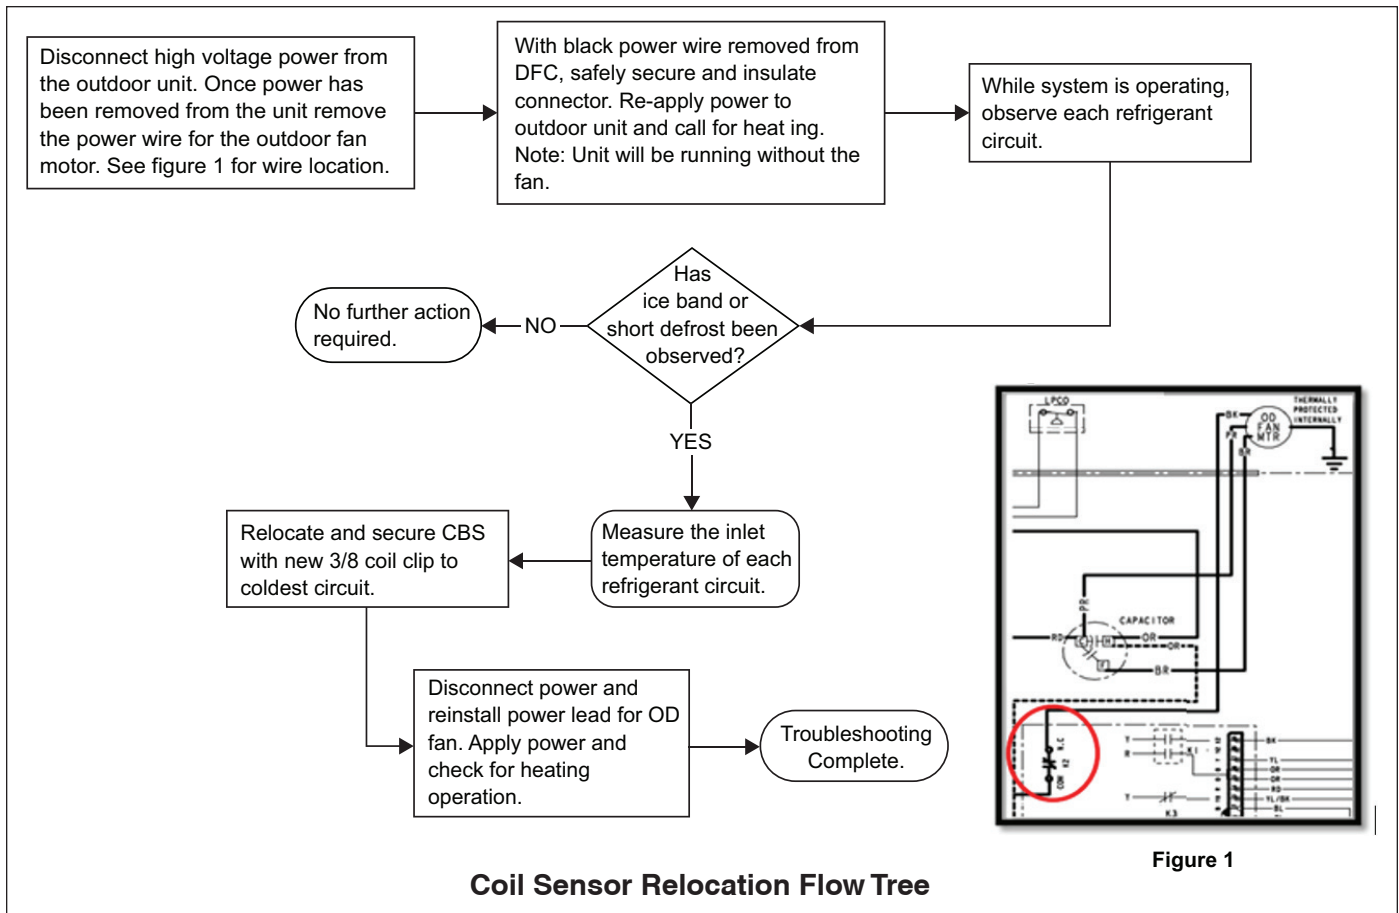 Disconnect high voltage power from
the outdoor unit. Once power has
been removed from the unit remove
the power wire for the outdoor fan
motor. See figure 1 for wire location.
With black power wire removed from
DFC, safely secure and insulate
connector. Re-apply power to
outdoor unit and call for heat ing.
Note: Unit will be running without the
fan.
While system is operating,
observe each refrigerant
circuit.
Has
ice band or
short defrost been
observed?
NO
No further action
required.
YES
Measure the inlet
temperature of each
refrigerant circuit.
Relocate and secure CBS
with new 3/8 coil clip to
coldest circuit.
Disconnect power and
reinstall power lead for OD
fan. Apply power and
check for heating
operation.
Troubleshooting
Complete.
LPCO
THERMALLY
PROTECTED
INTERNALLY
OD
FAN
MTR
BK
PR
BR
PR
CAPACITOR
RD
C
H
OR
OR
F
BR
N.C
K2
COM
Y
R
K1
Y
K3
BK
YL
OR
OR
RD
YL/BK
BL
Figure 1
Coil Sensor Relocation Flow Tree